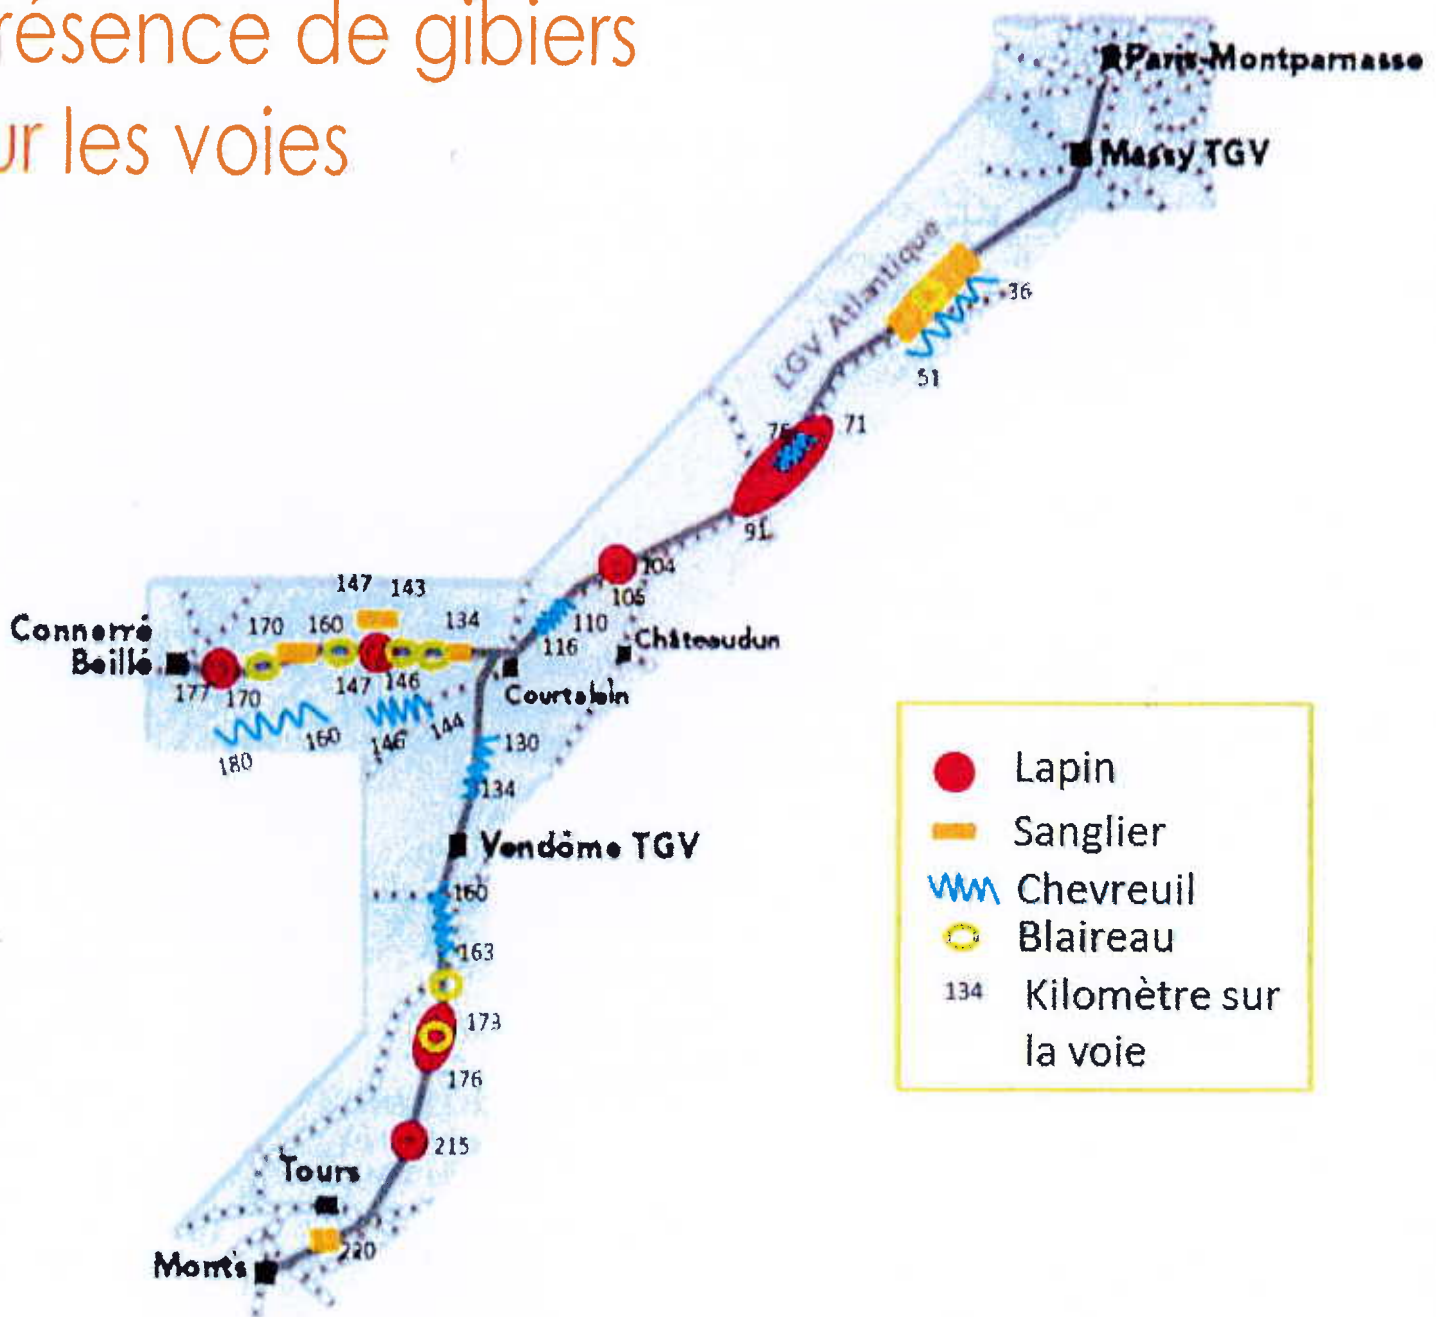 résence de gibiers
ur les voies
Paris-Montparnasse
Massy TGV
LGV Atlantique
36
51
71
91
104
105
110
116
Châteaudun
Courtalain
147 143
170 160 134
Connerré
Beillé
177 170 147 146
180 160 146 144
130
134
Vendôme TGV
160
163
173
176
215
Tours
220
Monts
Lapin
Sanglier
Chevreuil
Blaireau
134 Kilomètre sur
la voie